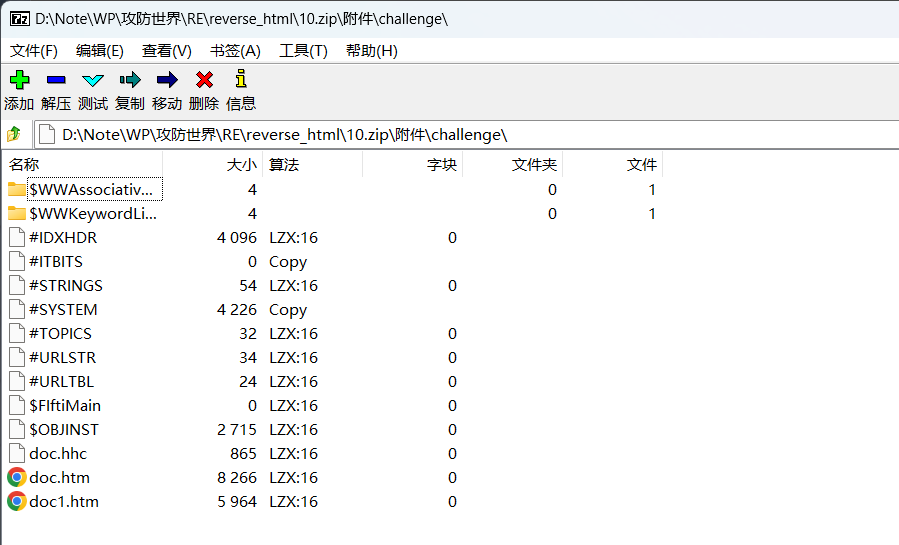 D:\Note\WP\攻防世界\RE\reverse_html\10.zip\附件\challenge\
文件(F) 编辑(E) 查看(V) 书签(A) 工具(T) 帮助(H)
添加 解压 测试 复制 移动 删除 信息
D:\Note\WP\攻防世界\RE\reverse_html\10.zip\附件\challenge\
名称 大小 算法 字块 文件夹 文件
$WWAssociativ... 4 0 1
$WWKeywordLi... 4 0 1
#IDXHDR 4 096 LZX:16 0
#ITBITS 0 Copy
#STRINGS 54 LZX:16 0
#SYSTEM 4 226 Copy
#TOPICS 32 LZX:16 0
#URLSTR 34 LZX:16 0
#URLTBL 24 LZX:16 0
$FIftiMain 0 LZX:16 0
$OBJINST 2 715 LZX:16 0
doc.hhc 865 LZX:16 0
doc.htm 8 266 LZX:16 0
doc1.htm 5 964 LZX:16 0